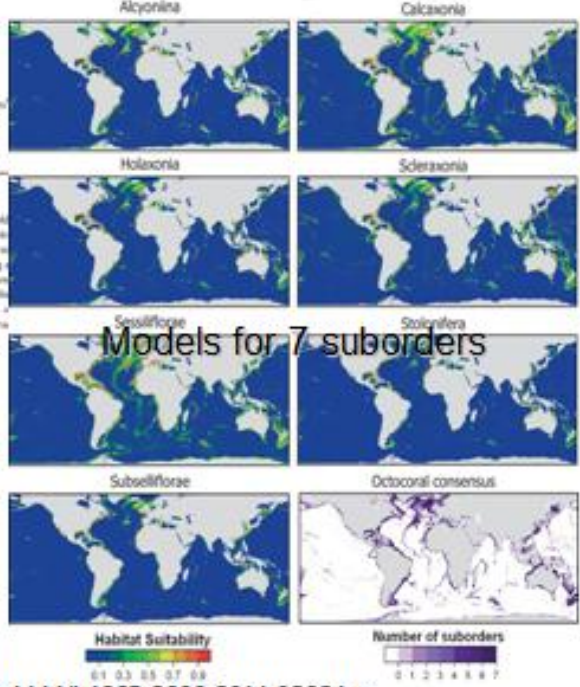 Alcyoniina Calcaxonia
Holaxonia Scleraxonia
Sessiliflorae Stolonifera
Models for 7 suborders
Subselliflorae Octocoral consensus
Habitat Suitability Number of suborders
0.1 0.3 0.5 0.7 0.9 0 1 2 3 4 5 6 7